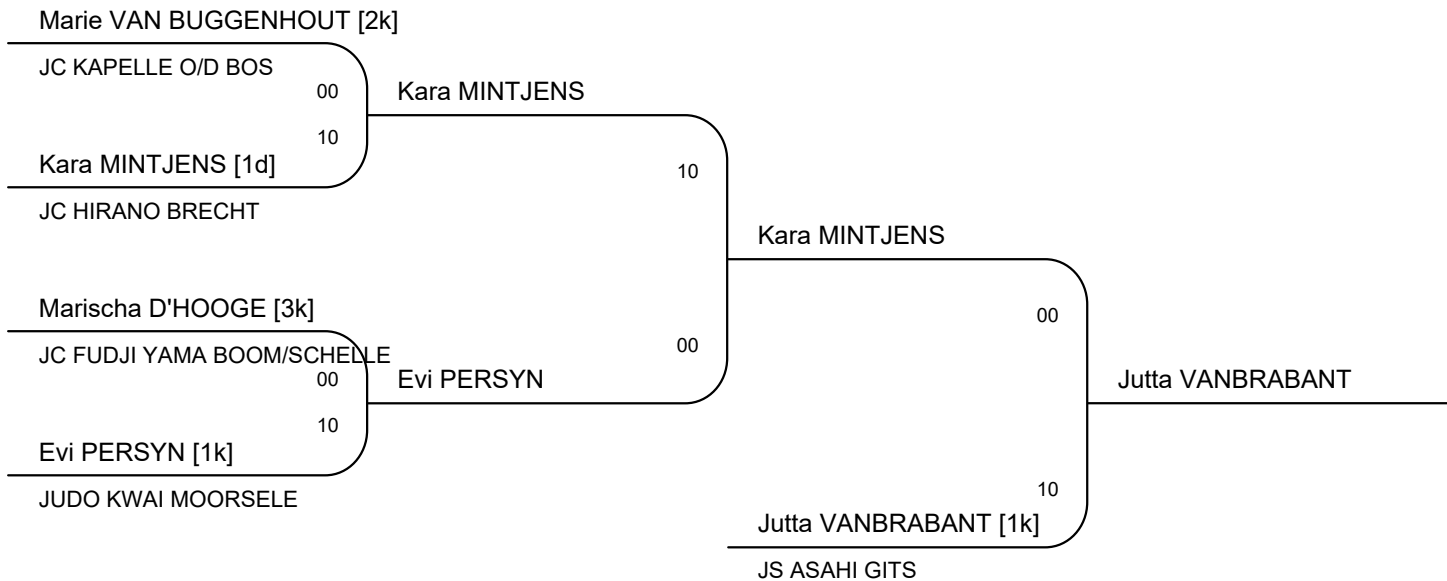 Marie VAN BUGGENHOUT [2k]
JC KAPELLE O/D BOS
00
Kara MINTJENS
10
Kara MINTJENS [1d]
10
JC HIRANO BRECHT
Kara MINTJENS
Marischa D'HOOGE [3k]
00
JC FUDJI YAMA BOOM/SCHELLE
00
00
Evi PERSYN
Jutta VANBRABANT
10
Evi PERSYN [1k]
10
JUDO KWAI MOORSELE
Jutta VANBRABANT [1k]
JS ASAHI GITS